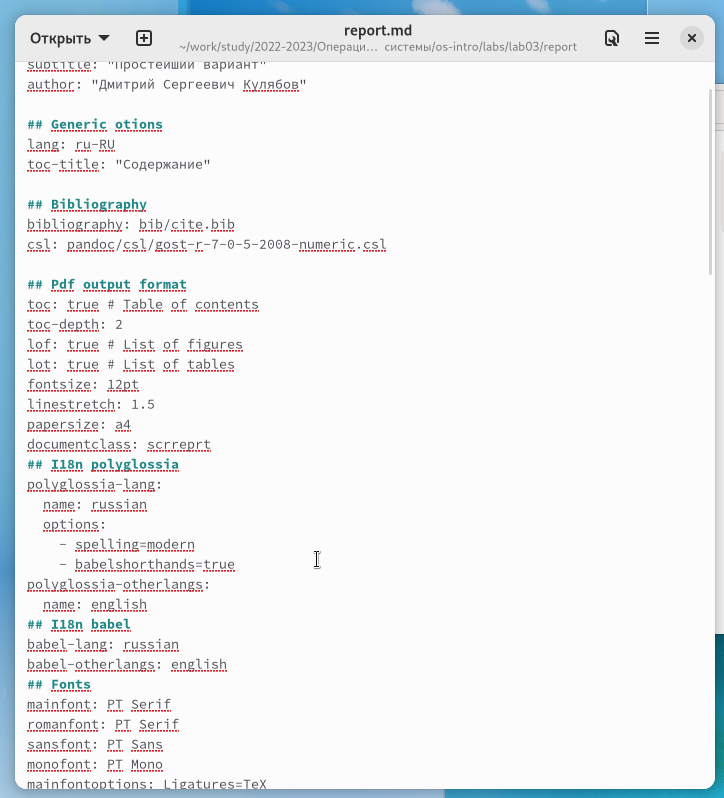 Открыть
report.md
~/work/study/2022-2023/Операци… системы/os-intro/labs/lab03/report
subtitle: "Простейший вариант"
author: "Дмитрий Сергеевич Кулябов"
## Generic otions
lang: ru-RU
toc-title: "Содержание"
## Bibliography
bibliography: bib/cite.bib
csl: pandoc/csl/gost-r-7-0-5-2008-numeric.csl
## Pdf output format
toc: true # Table of contents
toc-depth: 2
lof: true # List of figures
lot: true # List of tables
fontsize: 12pt
linestretch: 1.5
papersize: a4
documentclass: scrreprt
## I18n polyglossia
polyglossia-lang:
  name: russian
  options:
    - spelling=modern
    - babelshorthands=true
polyglossia-otherlangs:
  name: english
## I18n babel
babel-lang: russian
babel-otherlangs: english
## Fonts
mainfont: PT Serif
romanfont: PT Serif
sansfont: PT Sans
monofont: PT Mono
mainfontoptions: Ligatures=TeX